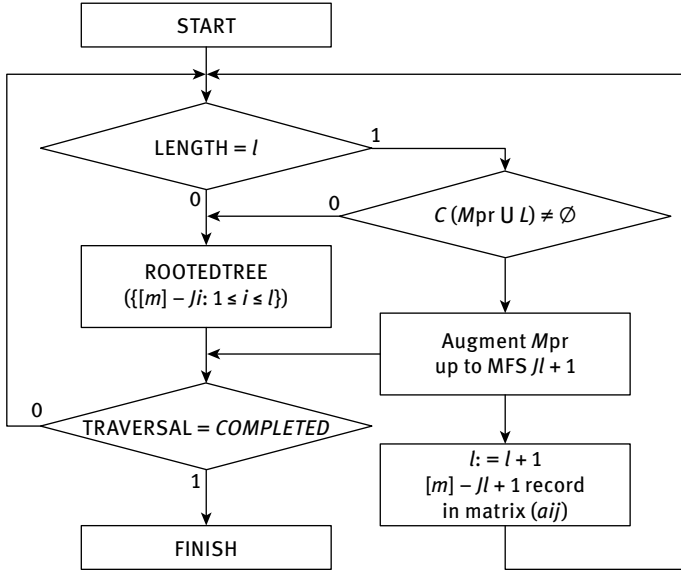 START
LENGTH = l
1
0
0
C (Mpr U L) ≠ ∅
ROOTEDTREE
({[m] – Ji: 1 ≤ i ≤ l})
Augment Mpr
up to MFS Jl + 1
0
TRAVERSAL = COMPLETED
1
l: = l + 1
[m] – Jl + 1 record
in matrix (aij)
FINISH